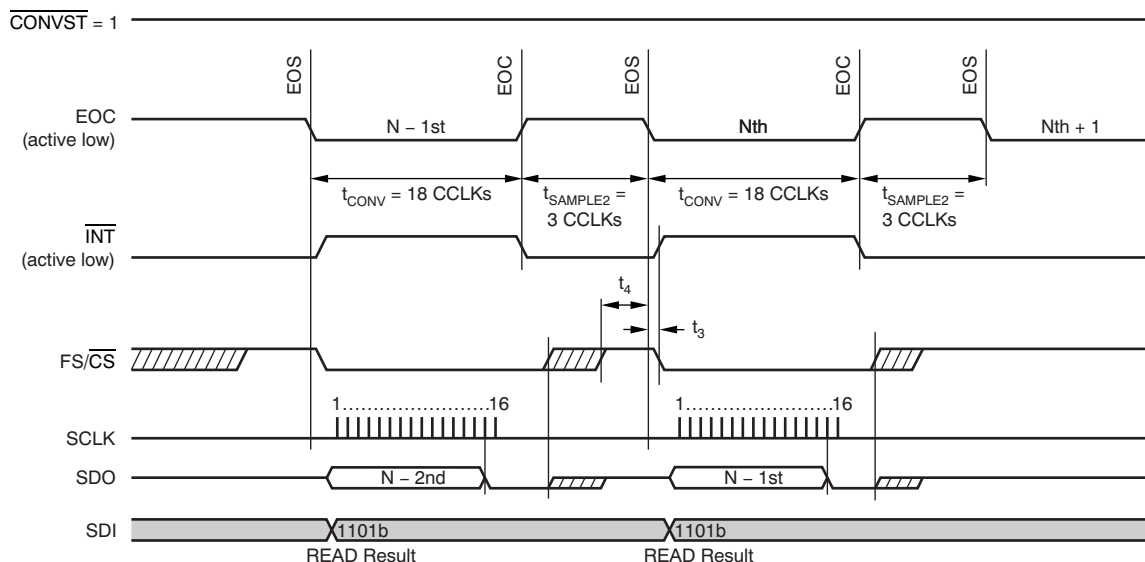 CONVST = 1
EOS EOC EOS EOC EOS
EOC
(active low)
N – 1st Nth Nth + 1
tCONV = 18 CCLKs tSAMPLE2 = 3 CCLKs tCONV = 18 CCLKs tSAMPLE2 = 3 CCLKs
INT
(active low)
t4
t3
FS/CS
1......................16 1......................16
SCLK
SDO N – 2nd N – 1st
SDI 1101b 1101b
READ Result READ Result